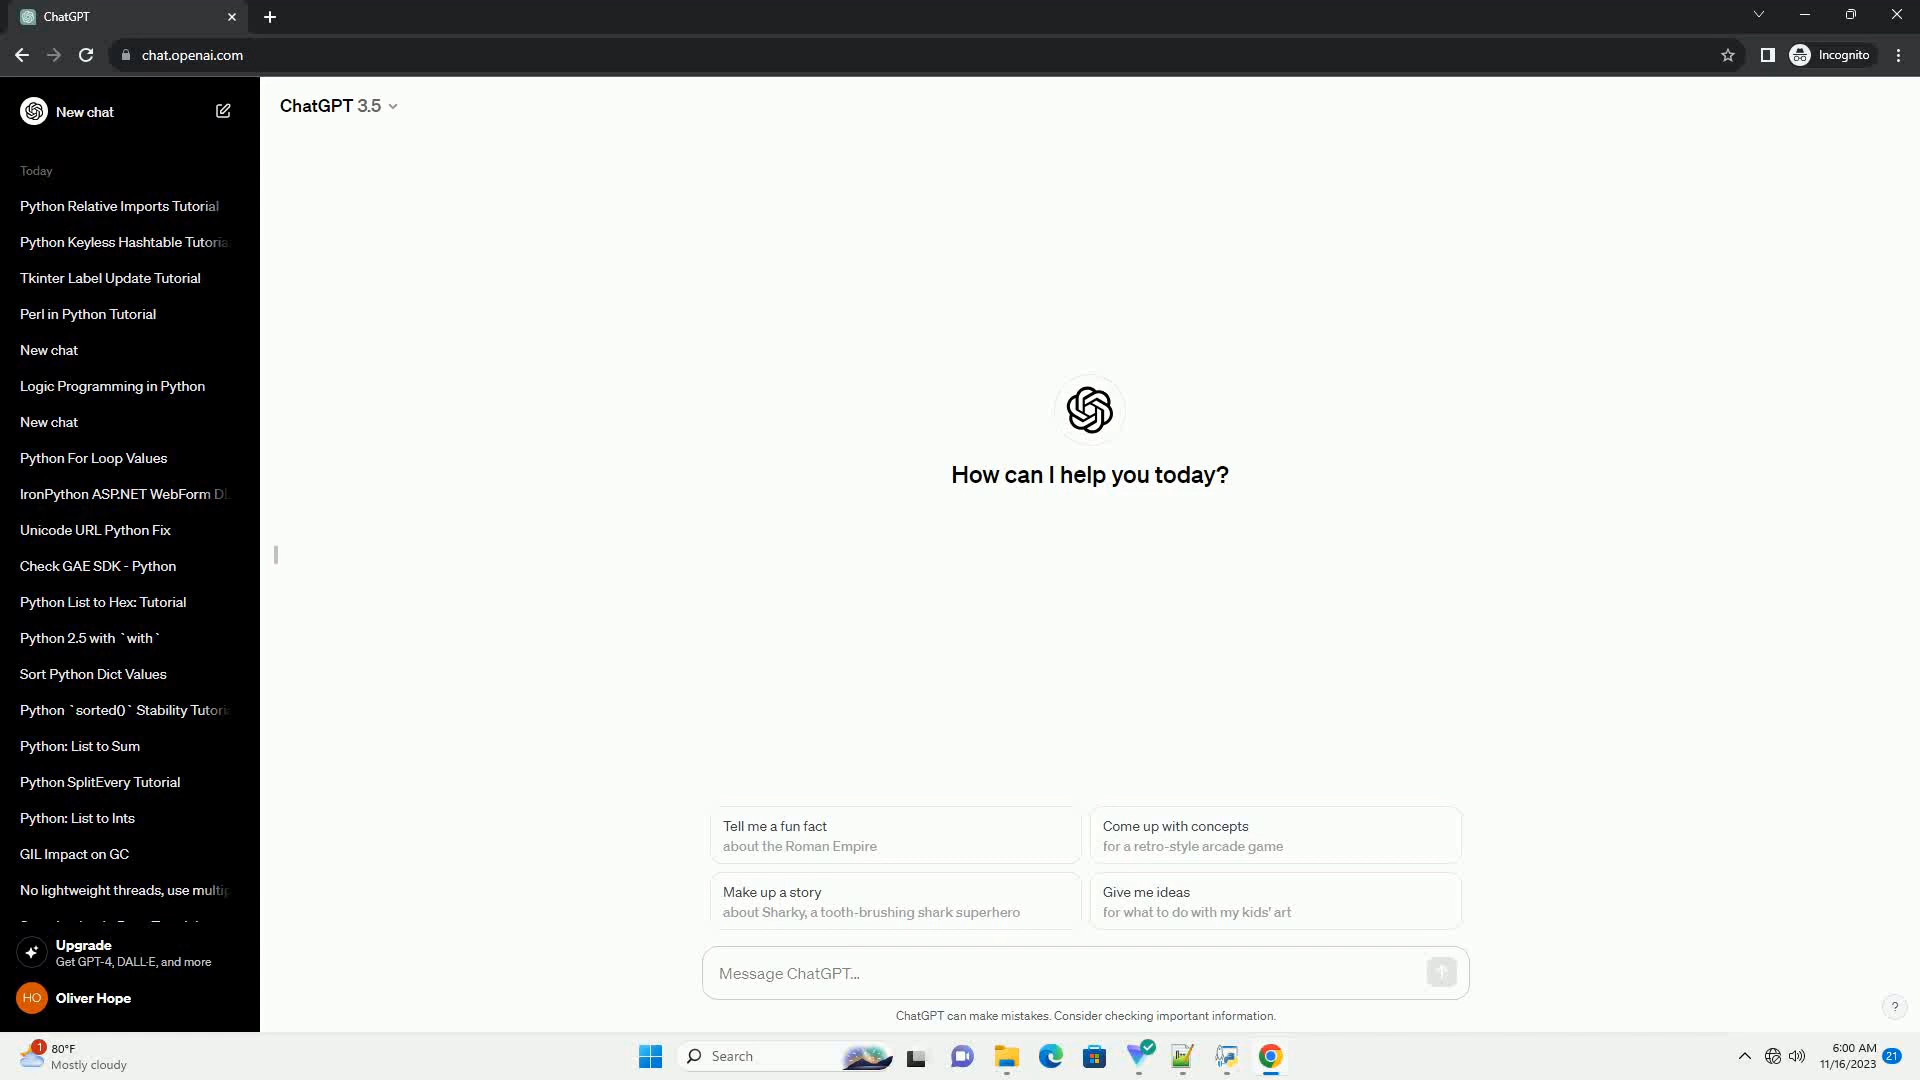 ChatGPT
chat.openai.com
Incognito
New chat
ChatGPT 3.5
Today
Python Relative Imports Tutorial
Python Keyless Hashtable Tutoria
Tkinter Label Update Tutorial
Perl in Python Tutorial
New chat
Logic Programming in Python
New chat
Python For Loop Values
IronPython ASP.NET WebForm Dl
Unicode URL Python Fix
Check GAE SDK - Python
Python List to Hex: Tutorial
Python 2.5 with `with`
Sort Python Dict Values
Python `sorted()` Stability Tutoria
Python: List to Sum
Python SplitEvery Tutorial
Python: List to Ints
GIL Impact on GC
No lightweight threads, use multip
Upgrade
Get GPT-4, DALL·E, and more
HO
Oliver Hope
How can I help you today?
Tell me a fun fact
about the Roman Empire
Come up with concepts
for a retro-style arcade game
Make up a story
about Sharky, a tooth-brushing shark superhero
Give me ideas
for what to do with my kids' art
Message ChatGPT…
ChatGPT can make mistakes. Consider checking important information.
?
1
80°F
Mostly cloudy
Search
6:00 AM
11/16/2023
21